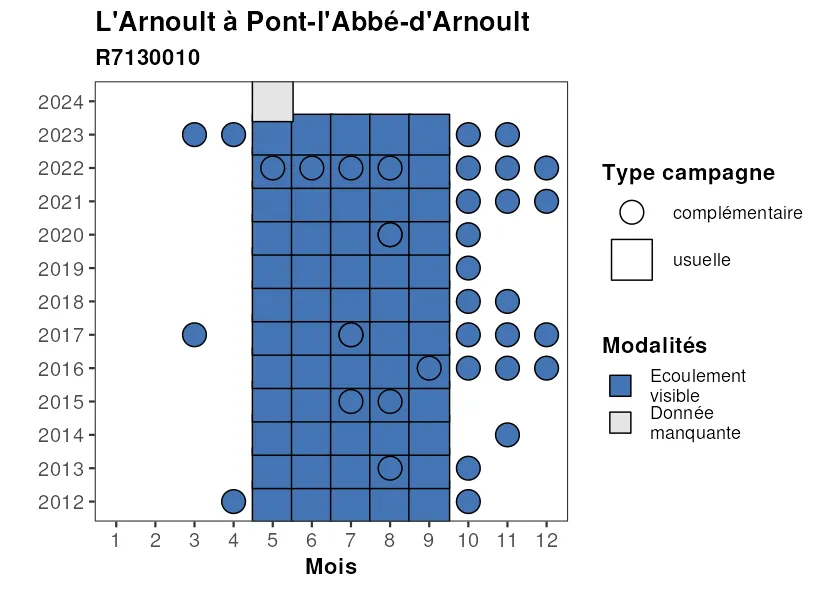 L'Arnoult à Pont-l'Abbé-d'Arnoult
R7130010
2024
2023
2022
2021
2020
2019
2018
2017
2016
2015
2014
2013
2012
1 2 3 4 5 6 7 8 9 10 11 12
Mois
Type campagne
complémentaire
usuelle
Modalités
Ecoulement
visible
Donnée
manquante